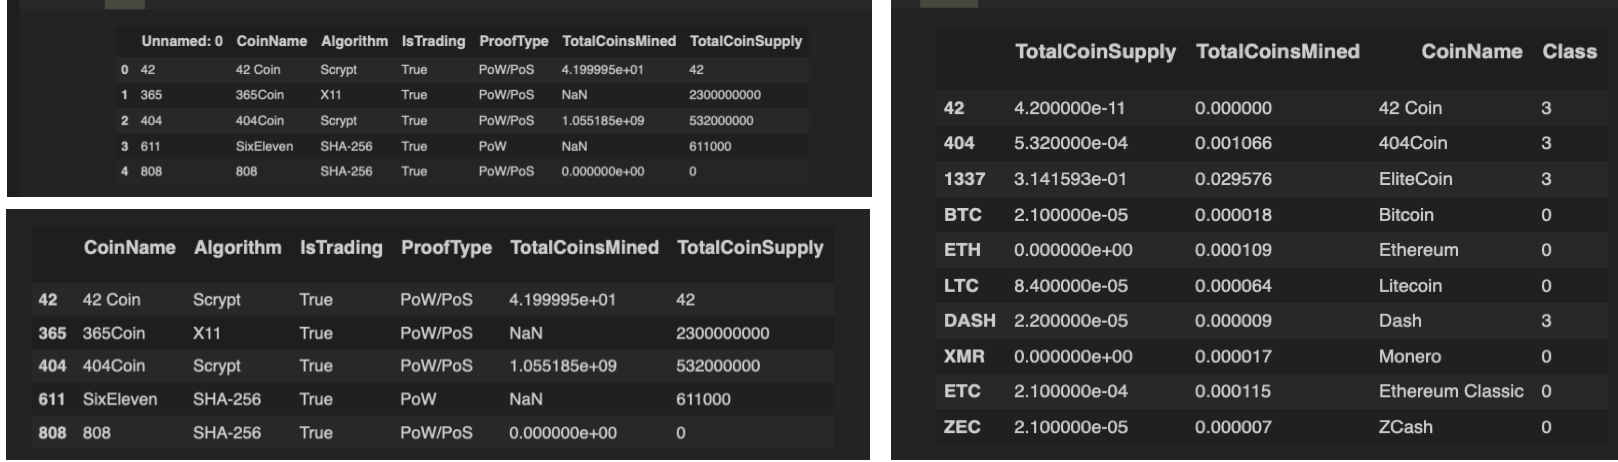 Unnamed: 0 CoinName Algorithm IsTrading ProofType TotalCoinsMined TotalCoinSupply
0 42 42 Coin Scrypt True PoW/PoS 4.199995e+01 42
1 365 365Coin X11 True PoW/PoS NaN 2300000000
2 404 404Coin Scrypt True PoW/PoS 1.055185e+09 532000000
3 611 SixEleven SHA-256 True PoW NaN 611000
4 808 808 SHA-256 True PoW/PoS 0.000000e+00 0
CoinName Algorithm IsTrading ProofType TotalCoinsMined TotalCoinSupply
42 42 Coin Scrypt True PoW/PoS 4.199995e+01 42
365 365Coin X11 True PoW/PoS NaN 2300000000
404 404Coin Scrypt True PoW/PoS 1.055185e+09 532000000
611 SixEleven SHA-256 True PoW NaN 611000
808 808 SHA-256 True PoW/PoS 0.000000e+00 0
TotalCoinSupply TotalCoinsMined CoinName Class
42 4.200000e-11 0.000000 42 Coin 3
404 5.320000e-04 0.001066 404Coin 3
1337 3.141593e-01 0.029576 EliteCoin 3
BTC 2.100000e-05 0.000018 Bitcoin 0
ETH 0.000000e+00 0.000109 Ethereum 0
LTC 8.400000e-05 0.000064 Litecoin 0
DASH 2.200000e-05 0.000009 Dash 3
XMR 0.000000e+00 0.000017 Monero 0
ETC 2.100000e-04 0.000115 Ethereum Classic 0
ZEC 2.100000e-05 0.000007 ZCash 0